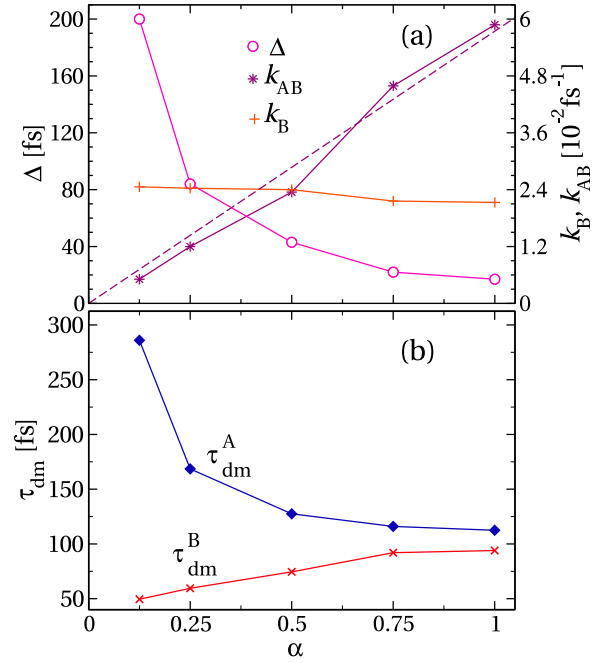 200
160
120
80
40
0
Δ [fs]
(a)
Δ
k_AB
k_B
6
4.8
3.6
2.4
1.2
0
k_B, k_AB [10⁻²fs⁻¹]
300
250
200
150
100
50
τ_dm [fs]
(b)
τ_dm^A
τ_dm^B
0 0.25 0.5 0.75 1
α